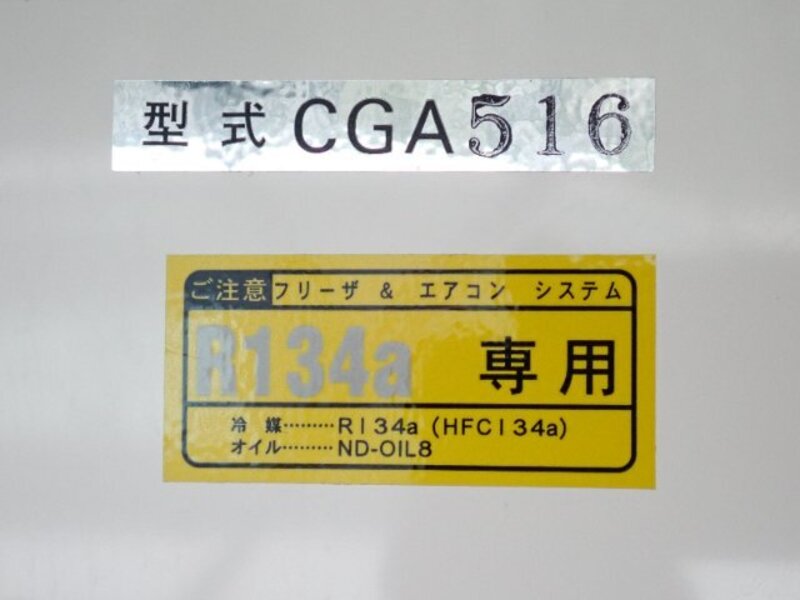 型式 CGA516
ご注意 フリーザ & エアコン システム
R134a 専用
冷媒………R134a (HFC134a)
オイル………ND-OIL8